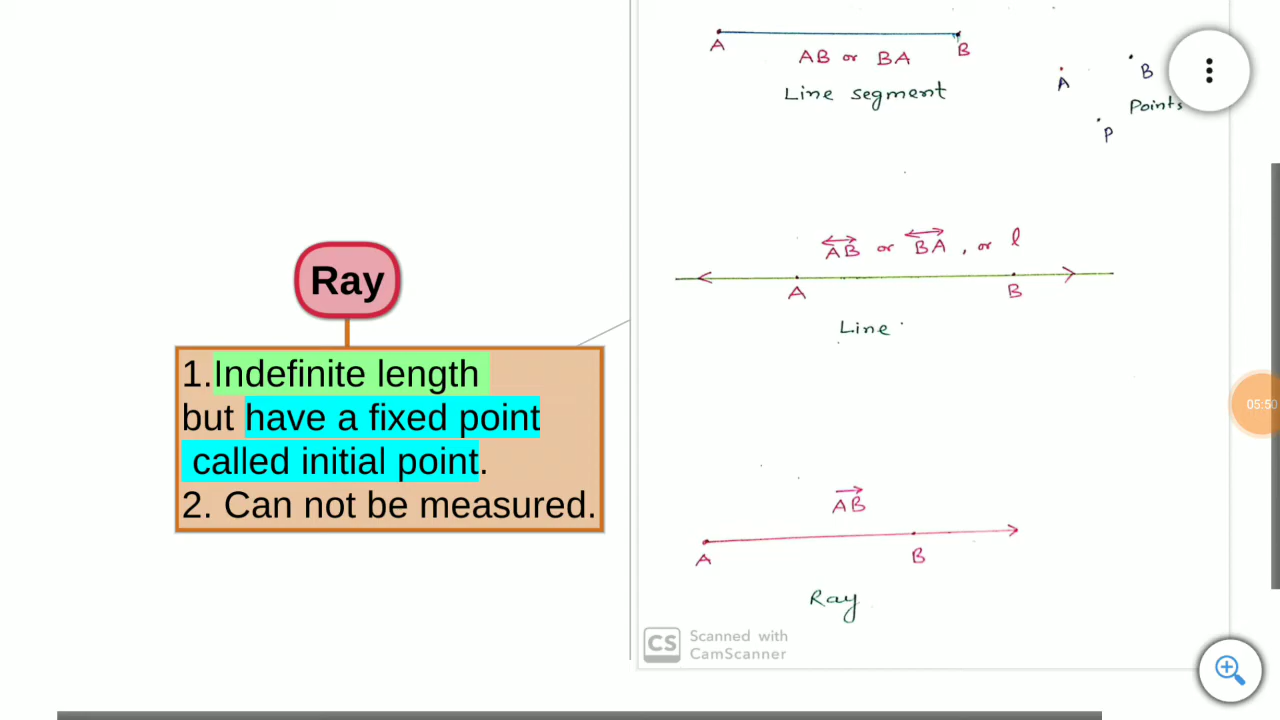 Ray
1.Indefinite length
but have a fixed point
called initial point.
2. Can not be measured.
A
B
AB or BA
Line segment
A
B
Points
P
AB or BA, or l
A
B
Line
AB
A
B
Ray
CS Scanned with
CamScanner
05:50